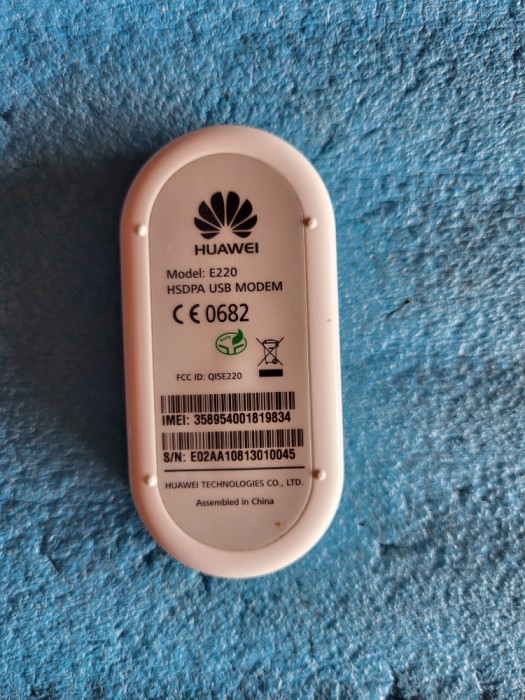 HUAWEI
Model: E220
HSDPA USB MODEM
CE 0682
FCC ID: QISE220
IMEI: 358954001819834
S/N: E02AA10813010045
HUAWEI TECHNOLOGIES CO., LTD.
Assembled in China